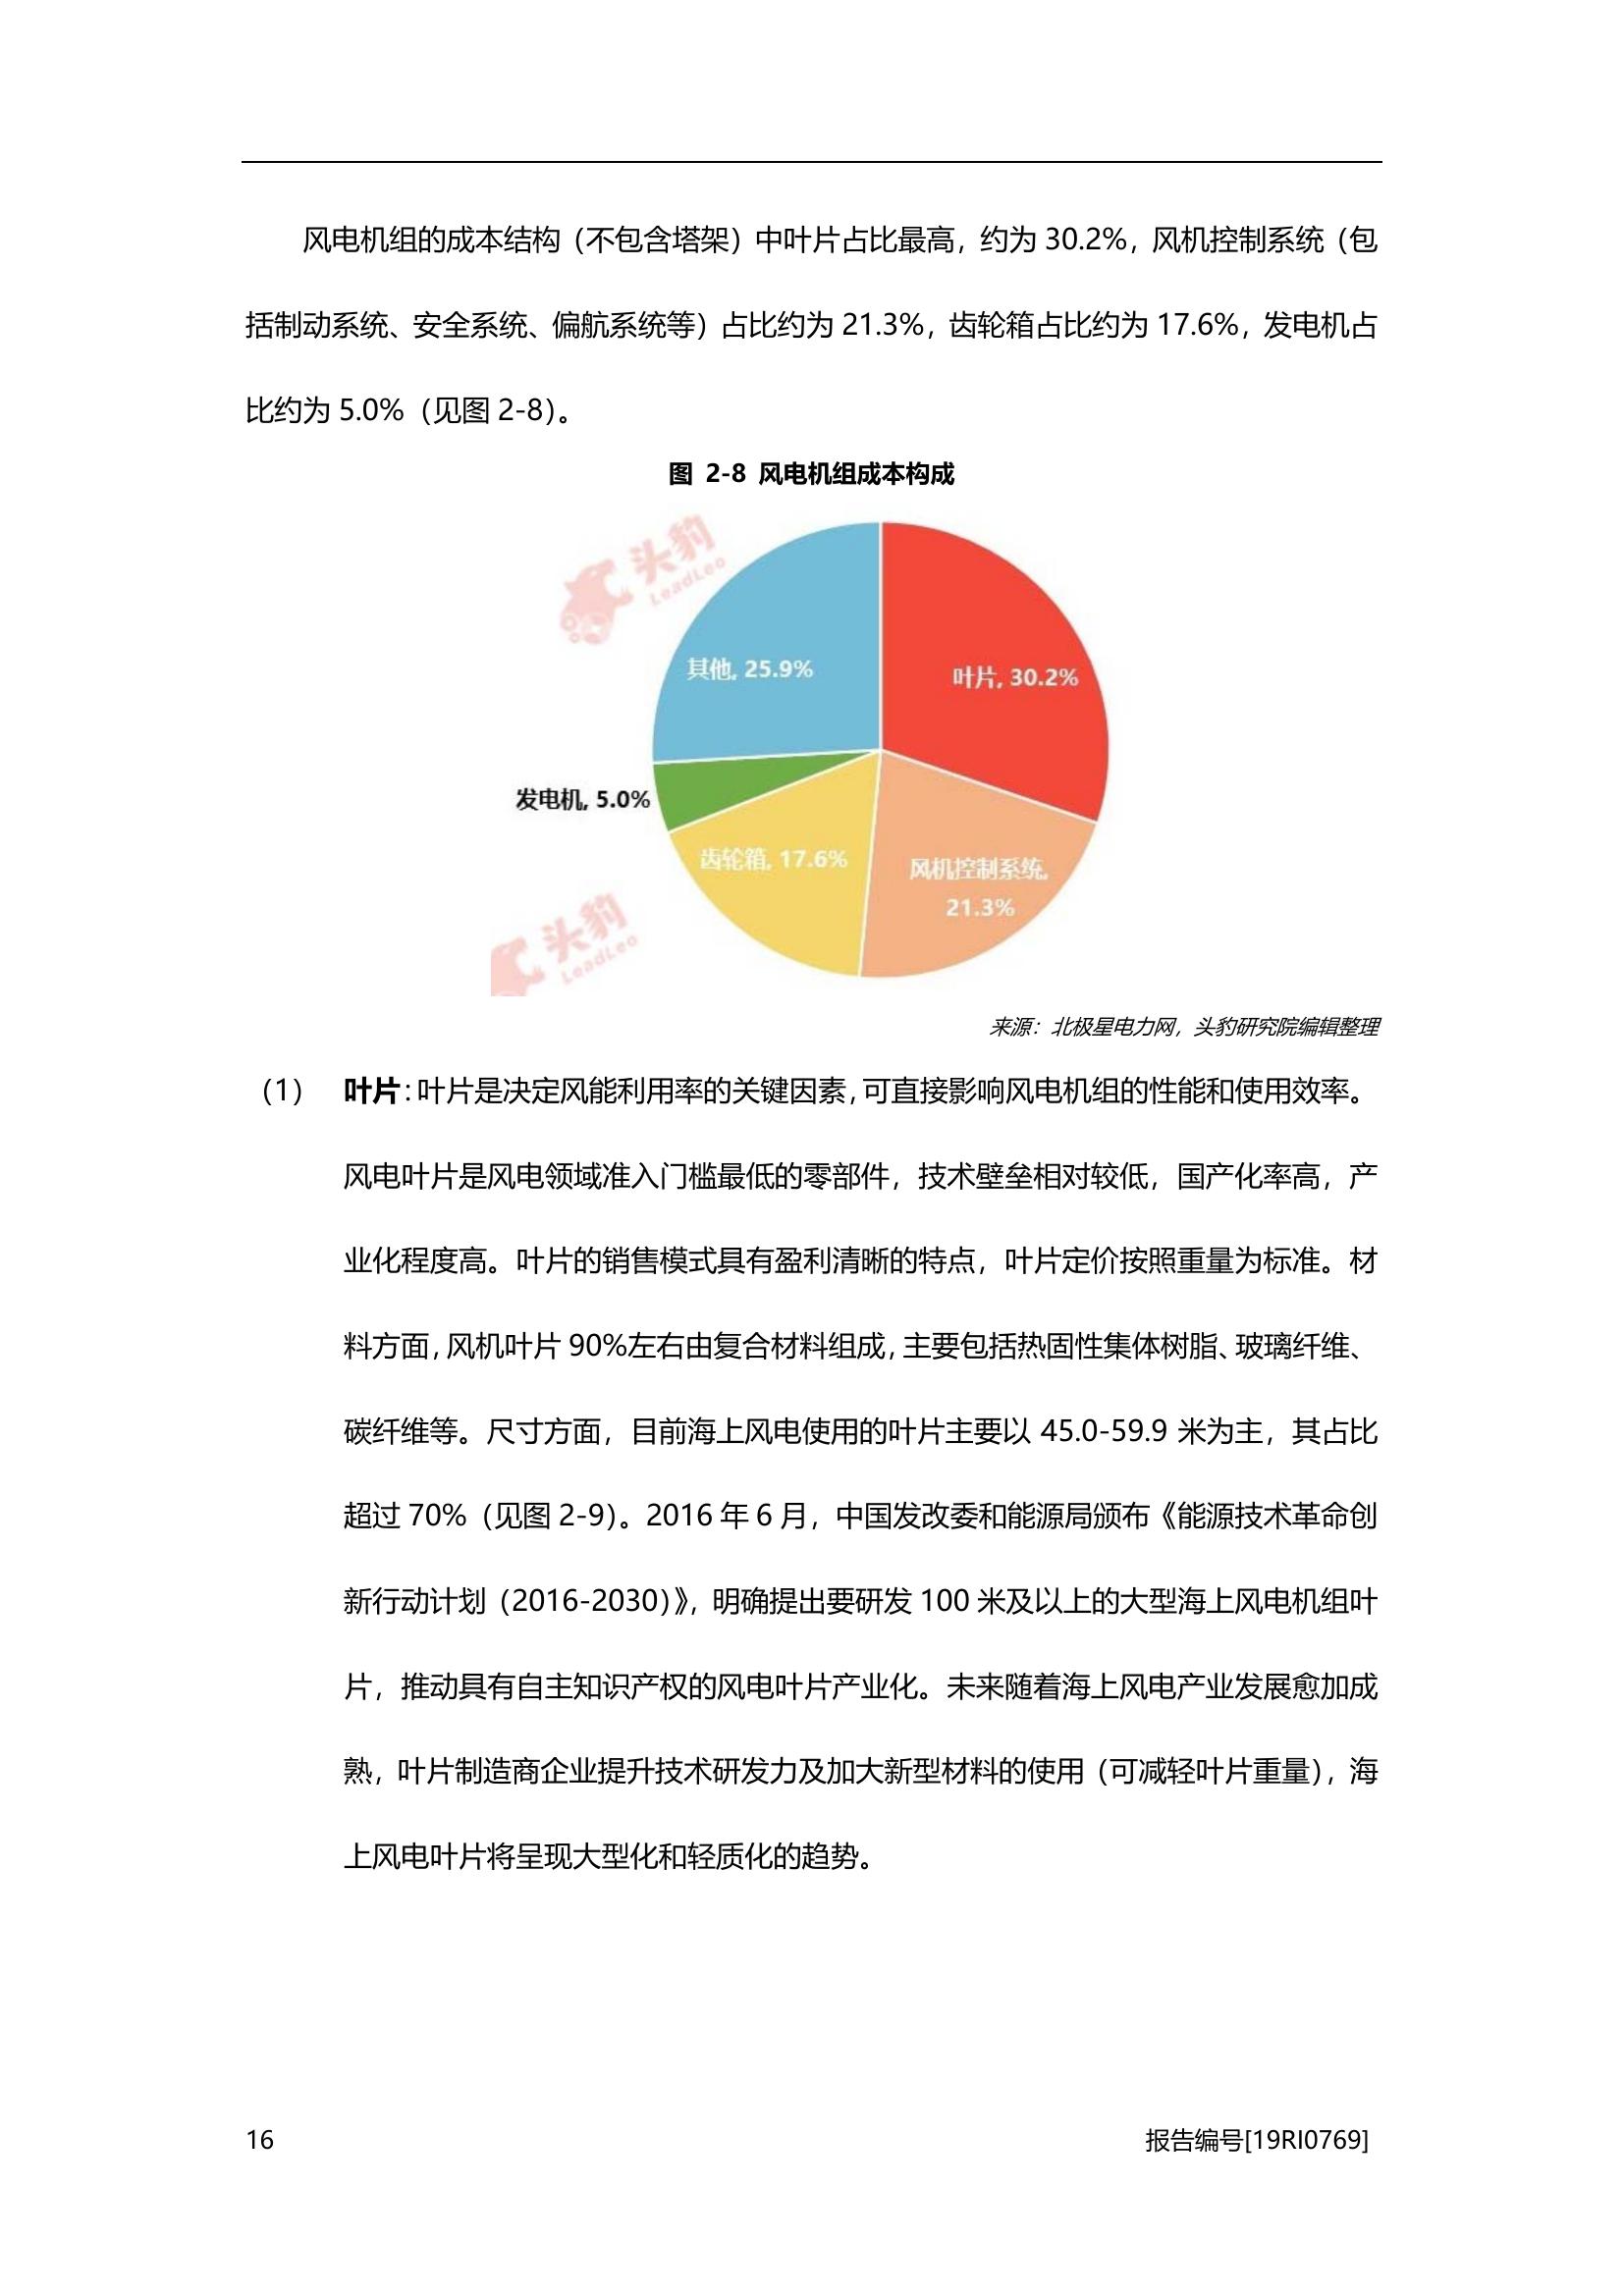 风电机组的成本结构（不包含塔架）中叶片占比最高，约为 30.2%，风机控制系统（包
括制动系统、安全系统、偏航系统等）占比约为 21.3%，齿轮箱占比约为 17.6%，发电机占
比约为 5.0%（见图 2-8）。
图 2-8 风电机组成本构成
头豹
LeadLeo
其他, 25.9%
叶片, 30.2%
发电机, 5.0%
齿轮箱, 17.6%
风机控制系统,
21.3%
头豹
LeadLeo
来源：北极星电力网，头豹研究院编辑整理
（1） 叶片：叶片是决定风能利用率的关键因素，可直接影响风电机组的性能和使用效率。
风电叶片是风电领域准入门槛最低的零部件，技术壁垒相对较低，国产化率高，产
业化程度高。叶片的销售模式具有盈利清晰的特点，叶片定价按照重量为标准。材
料方面，风机叶片 90%左右由复合材料组成，主要包括热固性集体树脂、玻璃纤维、
碳纤维等。尺寸方面，目前海上风电使用的叶片主要以 45.0-59.9 米为主，其占比
超过 70%（见图 2-9）。2016 年 6 月，中国发改委和能源局颁布《能源技术革命创
新行动计划（2016-2030）》，明确提出要研发 100 米及以上的大型海上风电机组叶
片，推动具有自主知识产权的风电叶片产业化。未来随着海上风电产业发展愈加成
熟，叶片制造商企业提升技术研发力及加大新型材料的使用（可减轻叶片重量），海
上风电叶片将呈现大型化和轻质化的趋势。
16 报告编号[19RI0769]